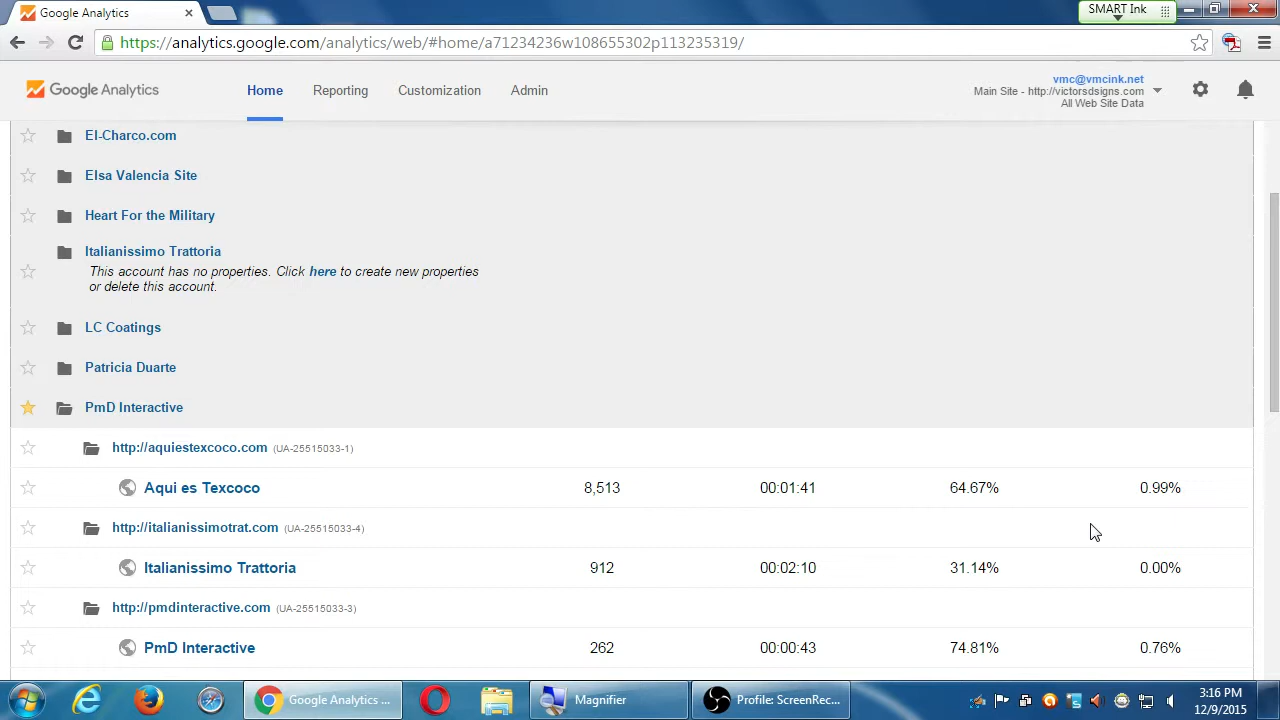 Google Analytics
SMART Ink
https://analytics.google.com/analytics/web/#home/a71234236w108655302p113235319/
Google Analytics
Home
Reporting
Customization
Admin
vmc@vmcink.net
Main Site - http://victorsdsigns.com
All Web Site Data
El-Charco.com
Elsa Valencia Site
Heart For the Military
Italianissimo Trattoria
This account has no properties. Click here to create new properties
or delete this account.
LC Coatings
Patricia Duarte
PmD Interactive
http://aquiestexcoco.com (UA-25515033-1)
Aqui es Texcoco 8,513 00:01:41 64.67% 0.99%
http://italianissimotrat.com (UA-25515033-4)
Italianissimo Trattoria 912 00:02:10 31.14% 0.00%
http://pmdinteractive.com (UA-25515033-3)
PmD Interactive 262 00:00:43 74.81% 0.76%
Google Analytics ...
Magnifier
Profile: ScreenRec...
3:16 PM
12/9/2015